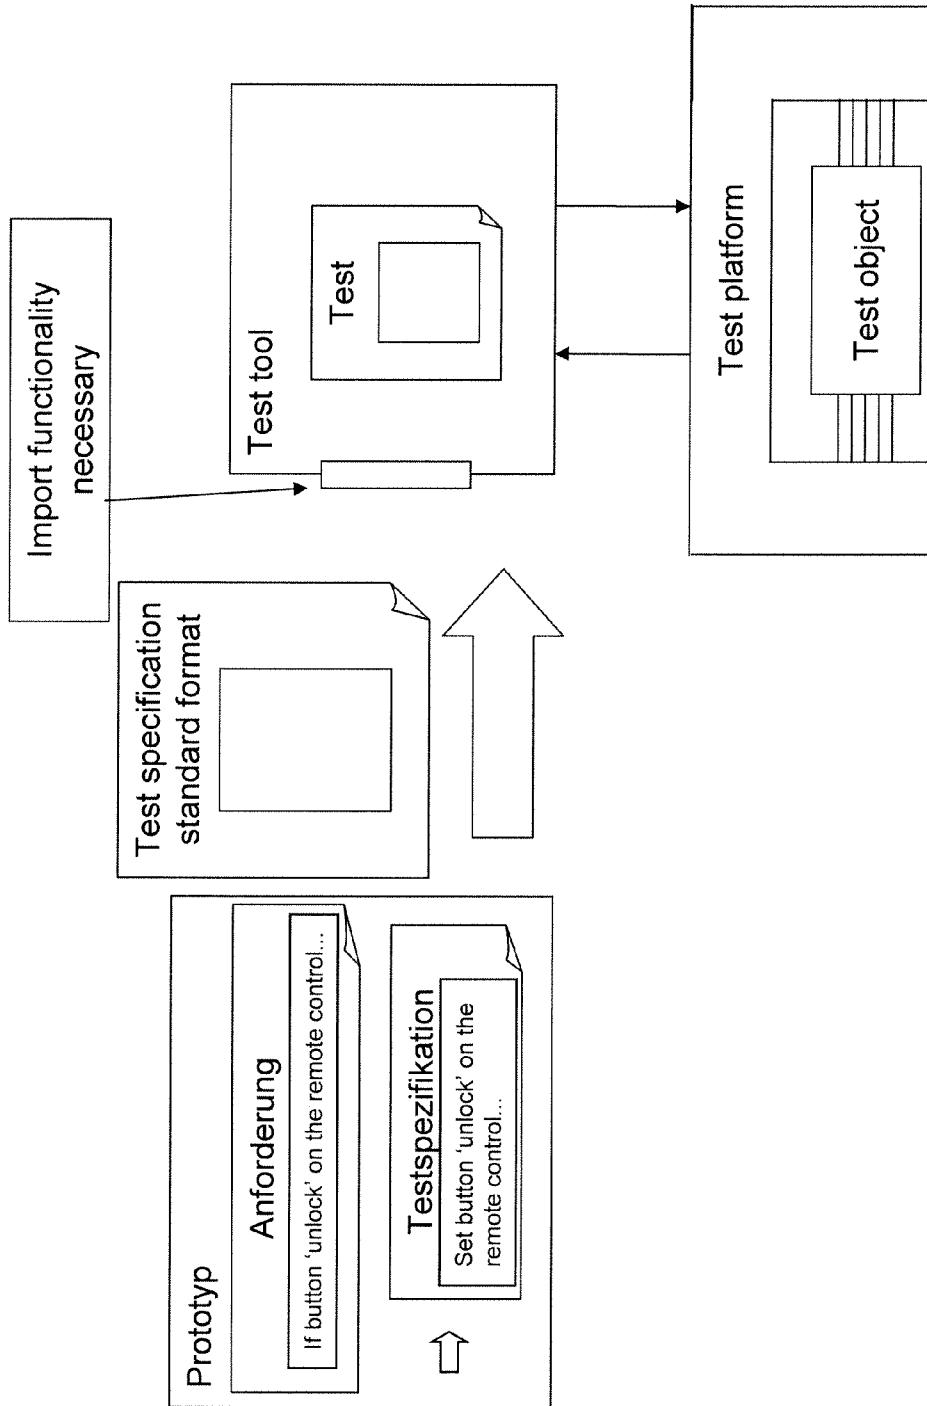 Prototyp
Anforderung
If button ‘unlock’ on the remote control...
Testspezifikation
Set button ‘unlock’ on the
remote control...
Test specification
standard format
Import functionality
necessary
Test tool
Test
Test platform
Test object